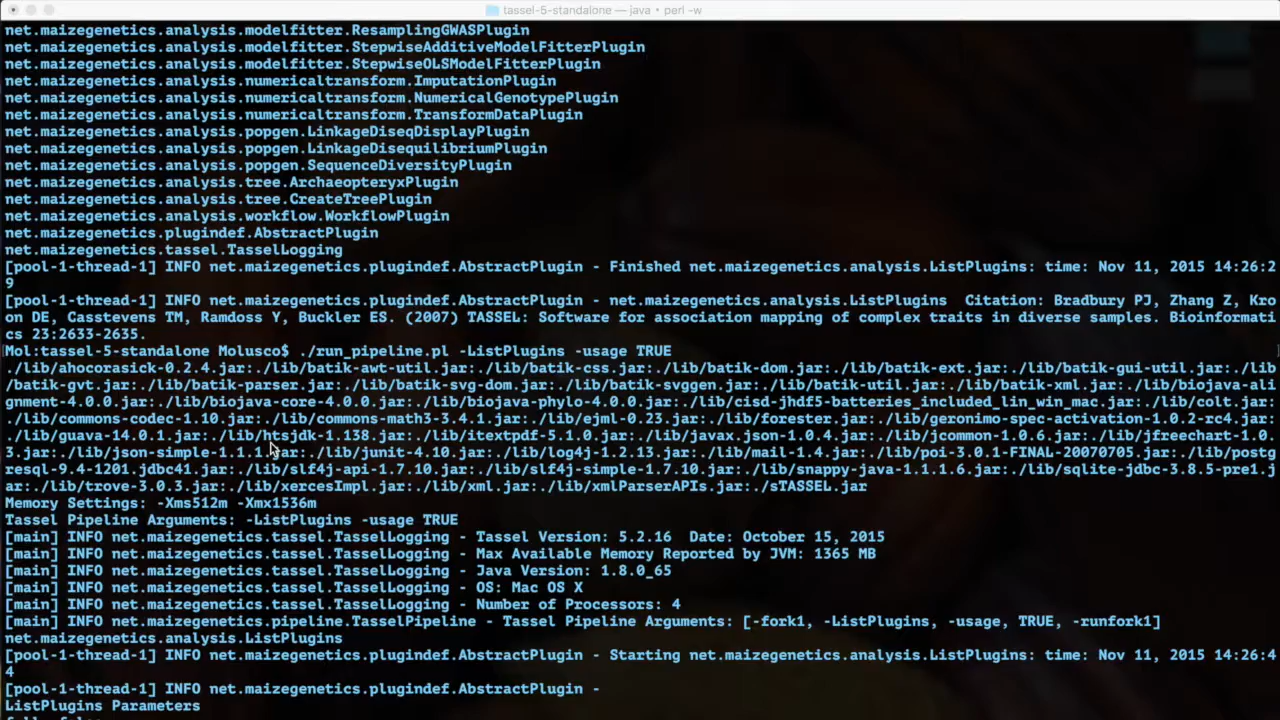 tassel-5-standalone — java • perl -w
net.maizegenetics.analysis.modelfitter.ResamplingGWASPlugin
net.maizegenetics.analysis.modelfitter.StepwiseAdditiveModelFitterPlugin
net.maizegenetics.analysis.modelfitter.StepwiseOLSModelFitterPlugin
net.maizegenetics.analysis.numericaltransform.ImputationPlugin
net.maizegenetics.analysis.numericaltransform.NumericalGenotypePlugin
net.maizegenetics.analysis.numericaltransform.TransformDataPlugin
net.maizegenetics.analysis.popgen.LinkageDiseqDisplayPlugin
net.maizegenetics.analysis.popgen.LinkageDisequilibriumPlugin
net.maizegenetics.analysis.popgen.SequenceDiversityPlugin
net.maizegenetics.analysis.tree.ArchaeopteryxPlugin
net.maizegenetics.analysis.tree.CreateTreePlugin
net.maizegenetics.analysis.workflow.WorkflowPlugin
net.maizegenetics.plugindef.AbstractPlugin
net.maizegenetics.tassel.TasselLogging
[pool-1-thread-1] INFO net.maizegenetics.plugindef.AbstractPlugin - Finished net.maizegenetics.analysis.ListPlugins: time: Nov 11, 2015 14:26:2
9
[pool-1-thread-1] INFO net.maizegenetics.plugindef.AbstractPlugin - net.maizegenetics.analysis.ListPlugins  Citation: Bradbury PJ, Zhang Z, Kro
on DE, Casstevens TM, Ramdoss Y, Buckler ES. (2007) TASSEL: Software for association mapping of complex traits in diverse samples. Bioinformati
cs 23:2633-2635.
[Mol:tassel-5-standalone Molusco$ ./run_pipeline.pl -ListPlugins -usage TRUE
./lib/ahocorasick-0.2.4.jar:./lib/batik-awt-util.jar:./lib/batik-css.jar:./lib/batik-dom.jar:./lib/batik-ext.jar:./lib/batik-gui-util.jar:./lib
/batik-gvt.jar:./lib/batik-parser.jar:./lib/batik-svg-dom.jar:./lib/batik-svggen.jar:./lib/batik-util.jar:./lib/batik-xml.jar:./lib/biojava-ali
gnment-4.0.0.jar:./lib/biojava-core-4.0.0.jar:./lib/biojava-phylo-4.0.0.jar:./lib/cisd-jhdf5-batteries_included_lin_win_mac.jar:./lib/colt.jar:
./lib/commons-codec-1.10.jar:./lib/commons-math3-3.4.1.jar:./lib/ejml-0.23.jar:./lib/forester.jar:./lib/geronimo-spec-activation-1.0.2-rc4.jar:
./lib/guava-14.0.1.jar:./lib/htsjdk-1.138.jar:./lib/itextpdf-5.1.0.jar:./lib/javax.json-1.0.4.jar:./lib/jcommon-1.0.6.jar:./lib/jfreechart-1.0.
3.jar:./lib/json-simple-1.1.1.jar:./lib/junit-4.10.jar:./lib/log4j-1.2.13.jar:./lib/mail-1.4.jar:./lib/poi-3.0.1-FINAL-20070705.jar:./lib/postg
resql-9.4-1201.jdbc41.jar:./lib/slf4j-api-1.7.10.jar:./lib/slf4j-simple-1.7.10.jar:./lib/snappy-java-1.1.1.6.jar:./lib/sqlite-jdbc-3.8.5-pre1.j
ar:./lib/trove-3.0.3.jar:./lib/xercesImpl.jar:./lib/xml.jar:./lib/xmlParserAPIs.jar:./sTASSEL.jar
Memory Settings: -Xms512m -Xmx1536m
Tassel Pipeline Arguments: -ListPlugins -usage TRUE
[main] INFO net.maizegenetics.tassel.TasselLogging - Tassel Version: 5.2.16  Date: October 15, 2015
[main] INFO net.maizegenetics.tassel.TasselLogging - Max Available Memory Reported by JVM: 1365 MB
[main] INFO net.maizegenetics.tassel.TasselLogging - Java Version: 1.8.0_65
[main] INFO net.maizegenetics.tassel.TasselLogging - OS: Mac OS X
[main] INFO net.maizegenetics.tassel.TasselLogging - Number of Processors: 4
[main] INFO net.maizegenetics.pipeline.TasselPipeline - Tassel Pipeline Arguments: [-fork1, -ListPlugins, -usage, TRUE, -runfork1]
net.maizegenetics.analysis.ListPlugins
[pool-1-thread-1] INFO net.maizegenetics.plugindef.AbstractPlugin - Starting net.maizegenetics.analysis.ListPlugins: time: Nov 11, 2015 14:26:4
4
[pool-1-thread-1] INFO net.maizegenetics.plugindef.AbstractPlugin -
ListPlugins Parameters